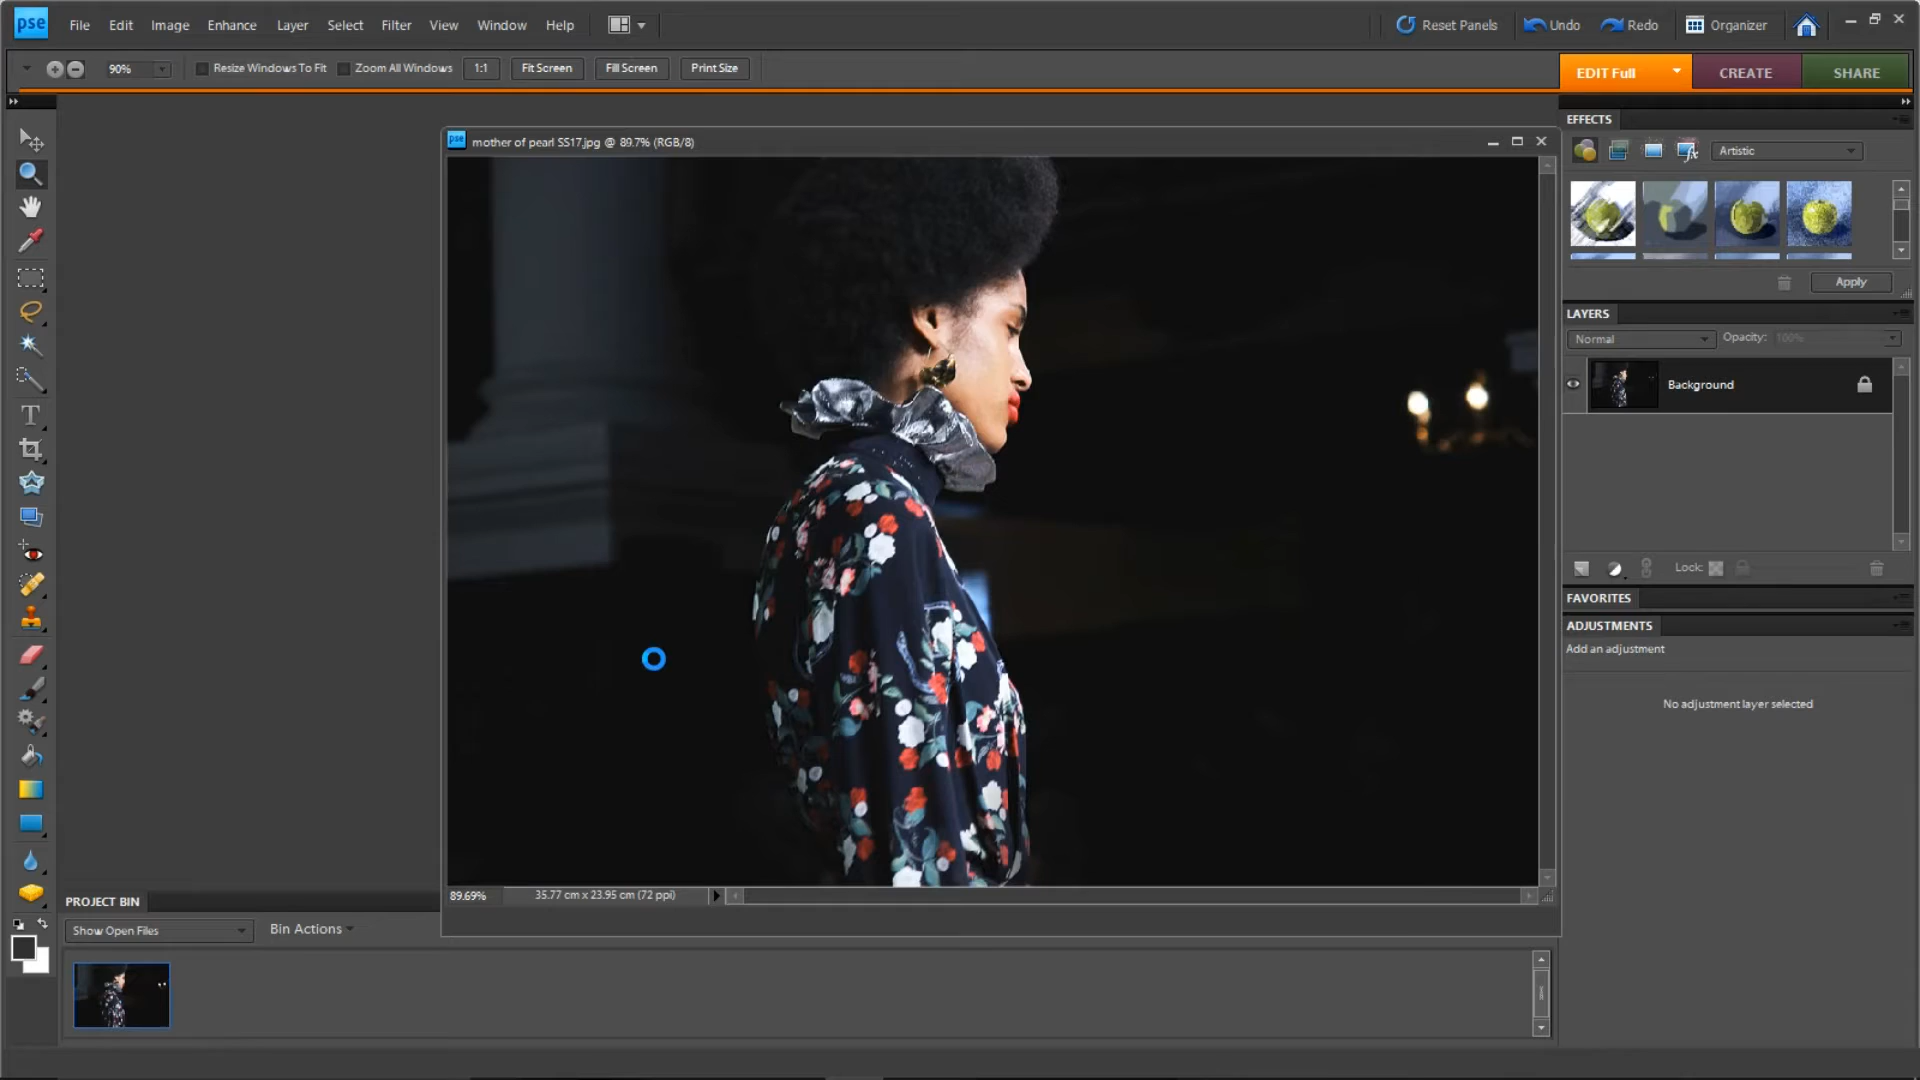 pse File Edit Image Enhance Layer Select Filter View Window Help Reset Panels Undo Redo Organizer
90% Resize Windows To Fit Zoom All Windows 1:1 Fit Screen Fill Screen Print Size EDIT Full CREATE SHARE
EFFECTS
pse mother of pearl SS17.jpg @ 89.7% (RGB/8)
Artistic
Apply
LAYERS
Normal Opacity: 100%
Background
Lock:
FAVORITES
ADJUSTMENTS
Add an adjustment
No adjustment layer selected
T
89.69% 35.77 cm x 23.95 cm (72 ppi)
PROJECT BIN
Show Open Files Bin Actions